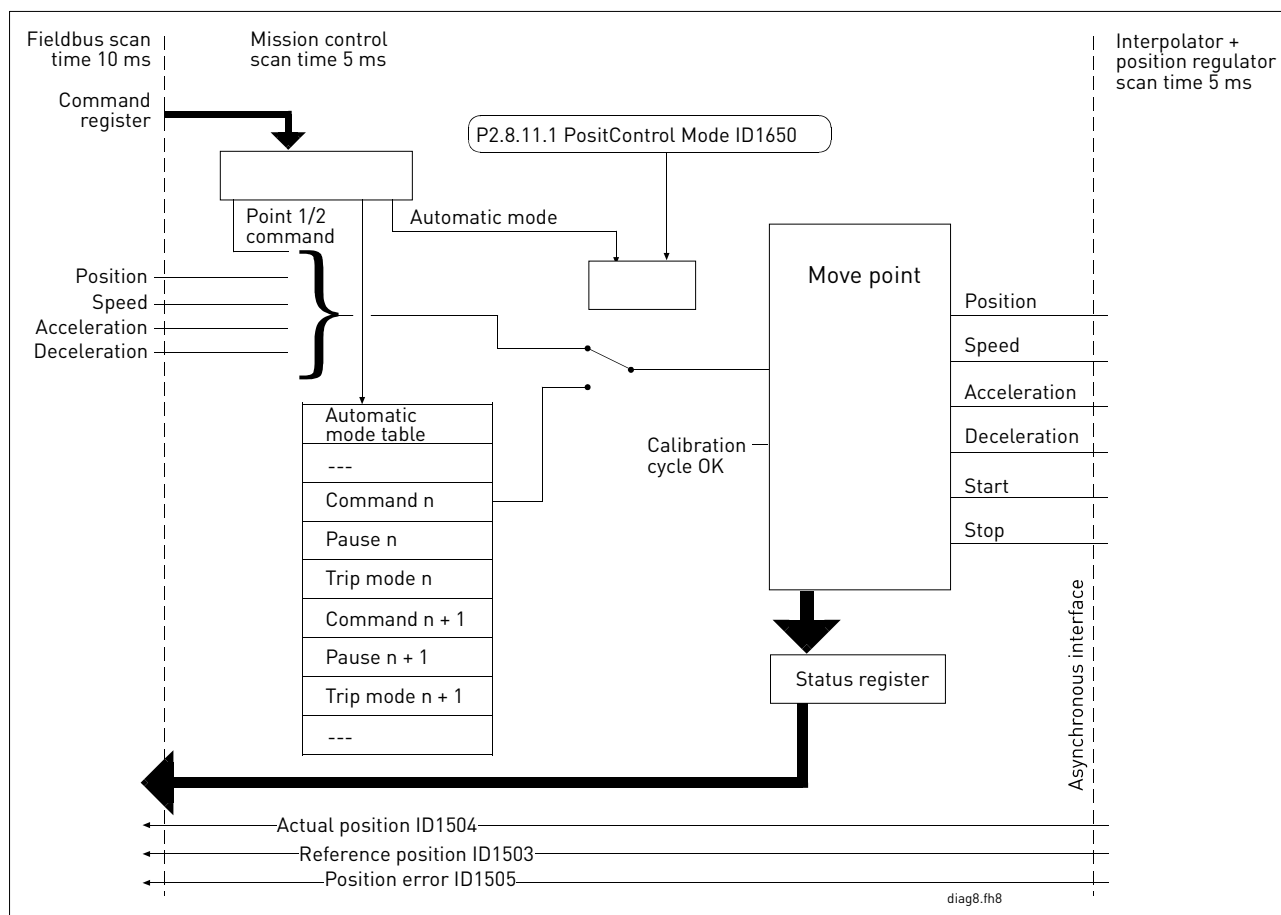 Fieldbus scan
time 10 ms
Mission control
scan time 5 ms
Interpolator +
position regulator
scan time 5 ms
Command
register
P2.8.11.1 PositControl Mode ID1650
Point 1/2
command
Automatic mode
Position
Speed
Acceleration
Deceleration
Move point
Position
Speed
Acceleration
Deceleration
Start
Stop
Calibration
cycle OK
Automatic
mode table
---
Command n
Pause n
Trip mode n
Command n + 1
Pause n + 1
Trip mode n + 1
---
Status register
Asynchronous interface
Actual position ID1504
Reference position ID1503
Position error ID1505
diag8.fh8